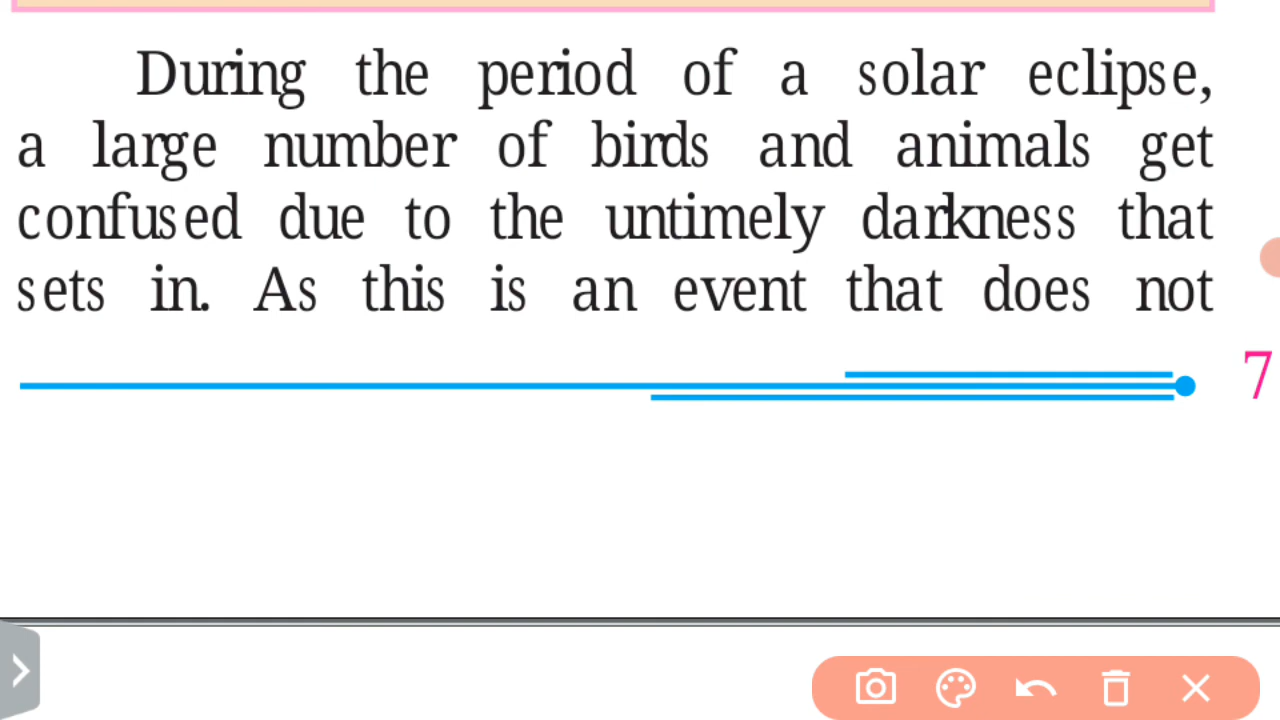 During the period of a solar eclipse,
a large number of birds and animals get
confused due to the untimely darkness that
sets in. As this is an event that does not
7